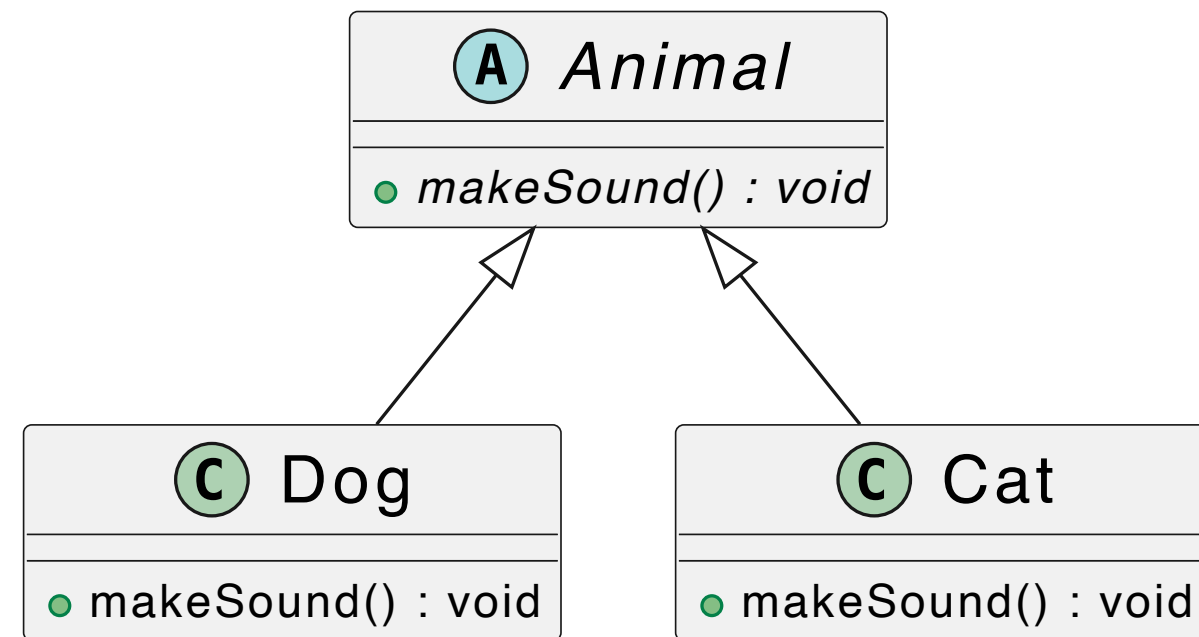 A Animal
makeSound() : void
C Dog
C Cat
makeSound() : void
makeSound() : void